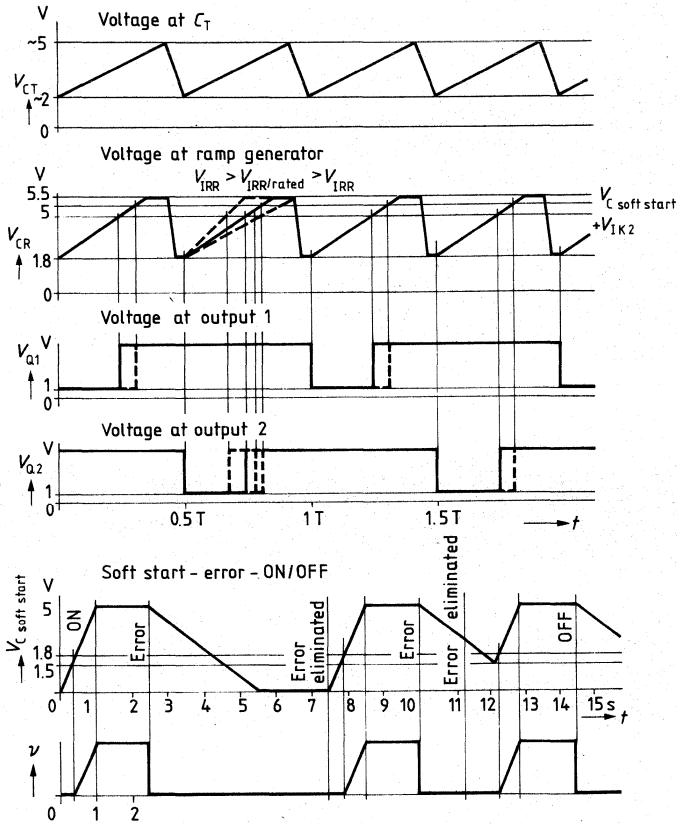 V
Voltage at C_T
~5
V_CT
~2
0
Voltage at ramp generator
V
V_IRR > V_IRR/rated > V_IRR
5.5
5
V_C soft start
+V_IK2
V_CR
1.8
0
Voltage at output 1
V
V_Q1
1
0
Voltage at output 2
V
V_Q2
1
0
0.5T
1T
1.5T
t
Soft start - error - ON/OFF
V
5
V_C soft start
1.8
1.5
ON
Error
Error
eliminated
Error
Error
eliminated
OFF
0 1 2 3 4 5 6 7 8 9 10 11 12 13 14 15 s
t
ν
0 1 2